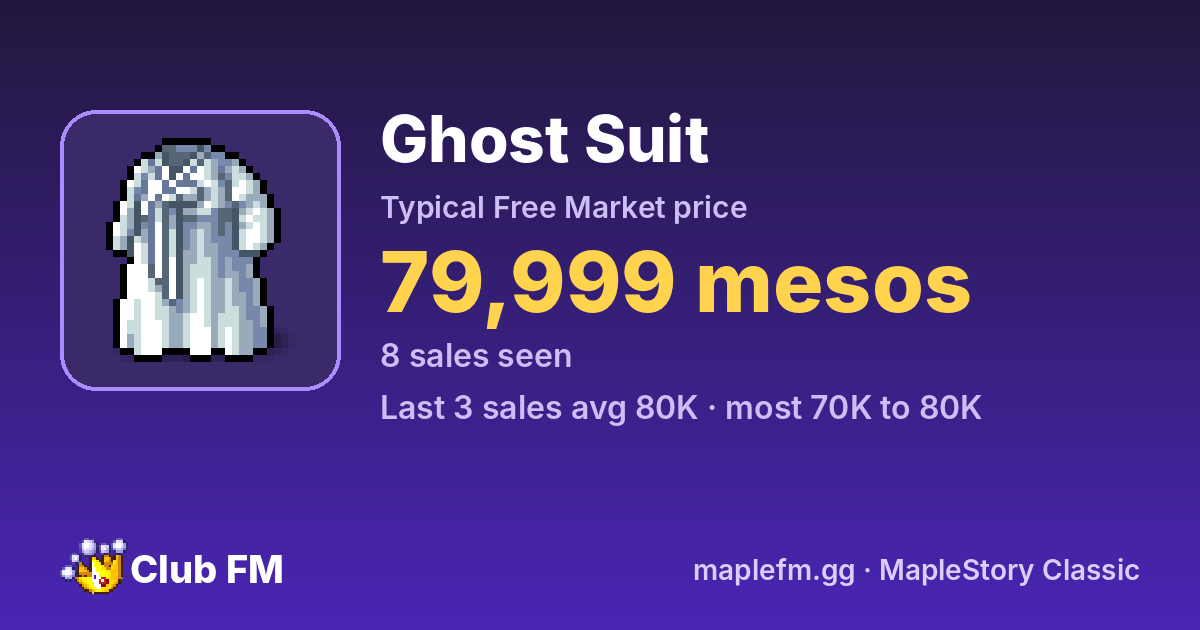 Ghost Suit
Typical Free Market price
79,999 mesos
8 sales seen
Last 3 sales avg 80K · most 70K to 80K
Club FM
maplefm.gg · MapleStory Classic